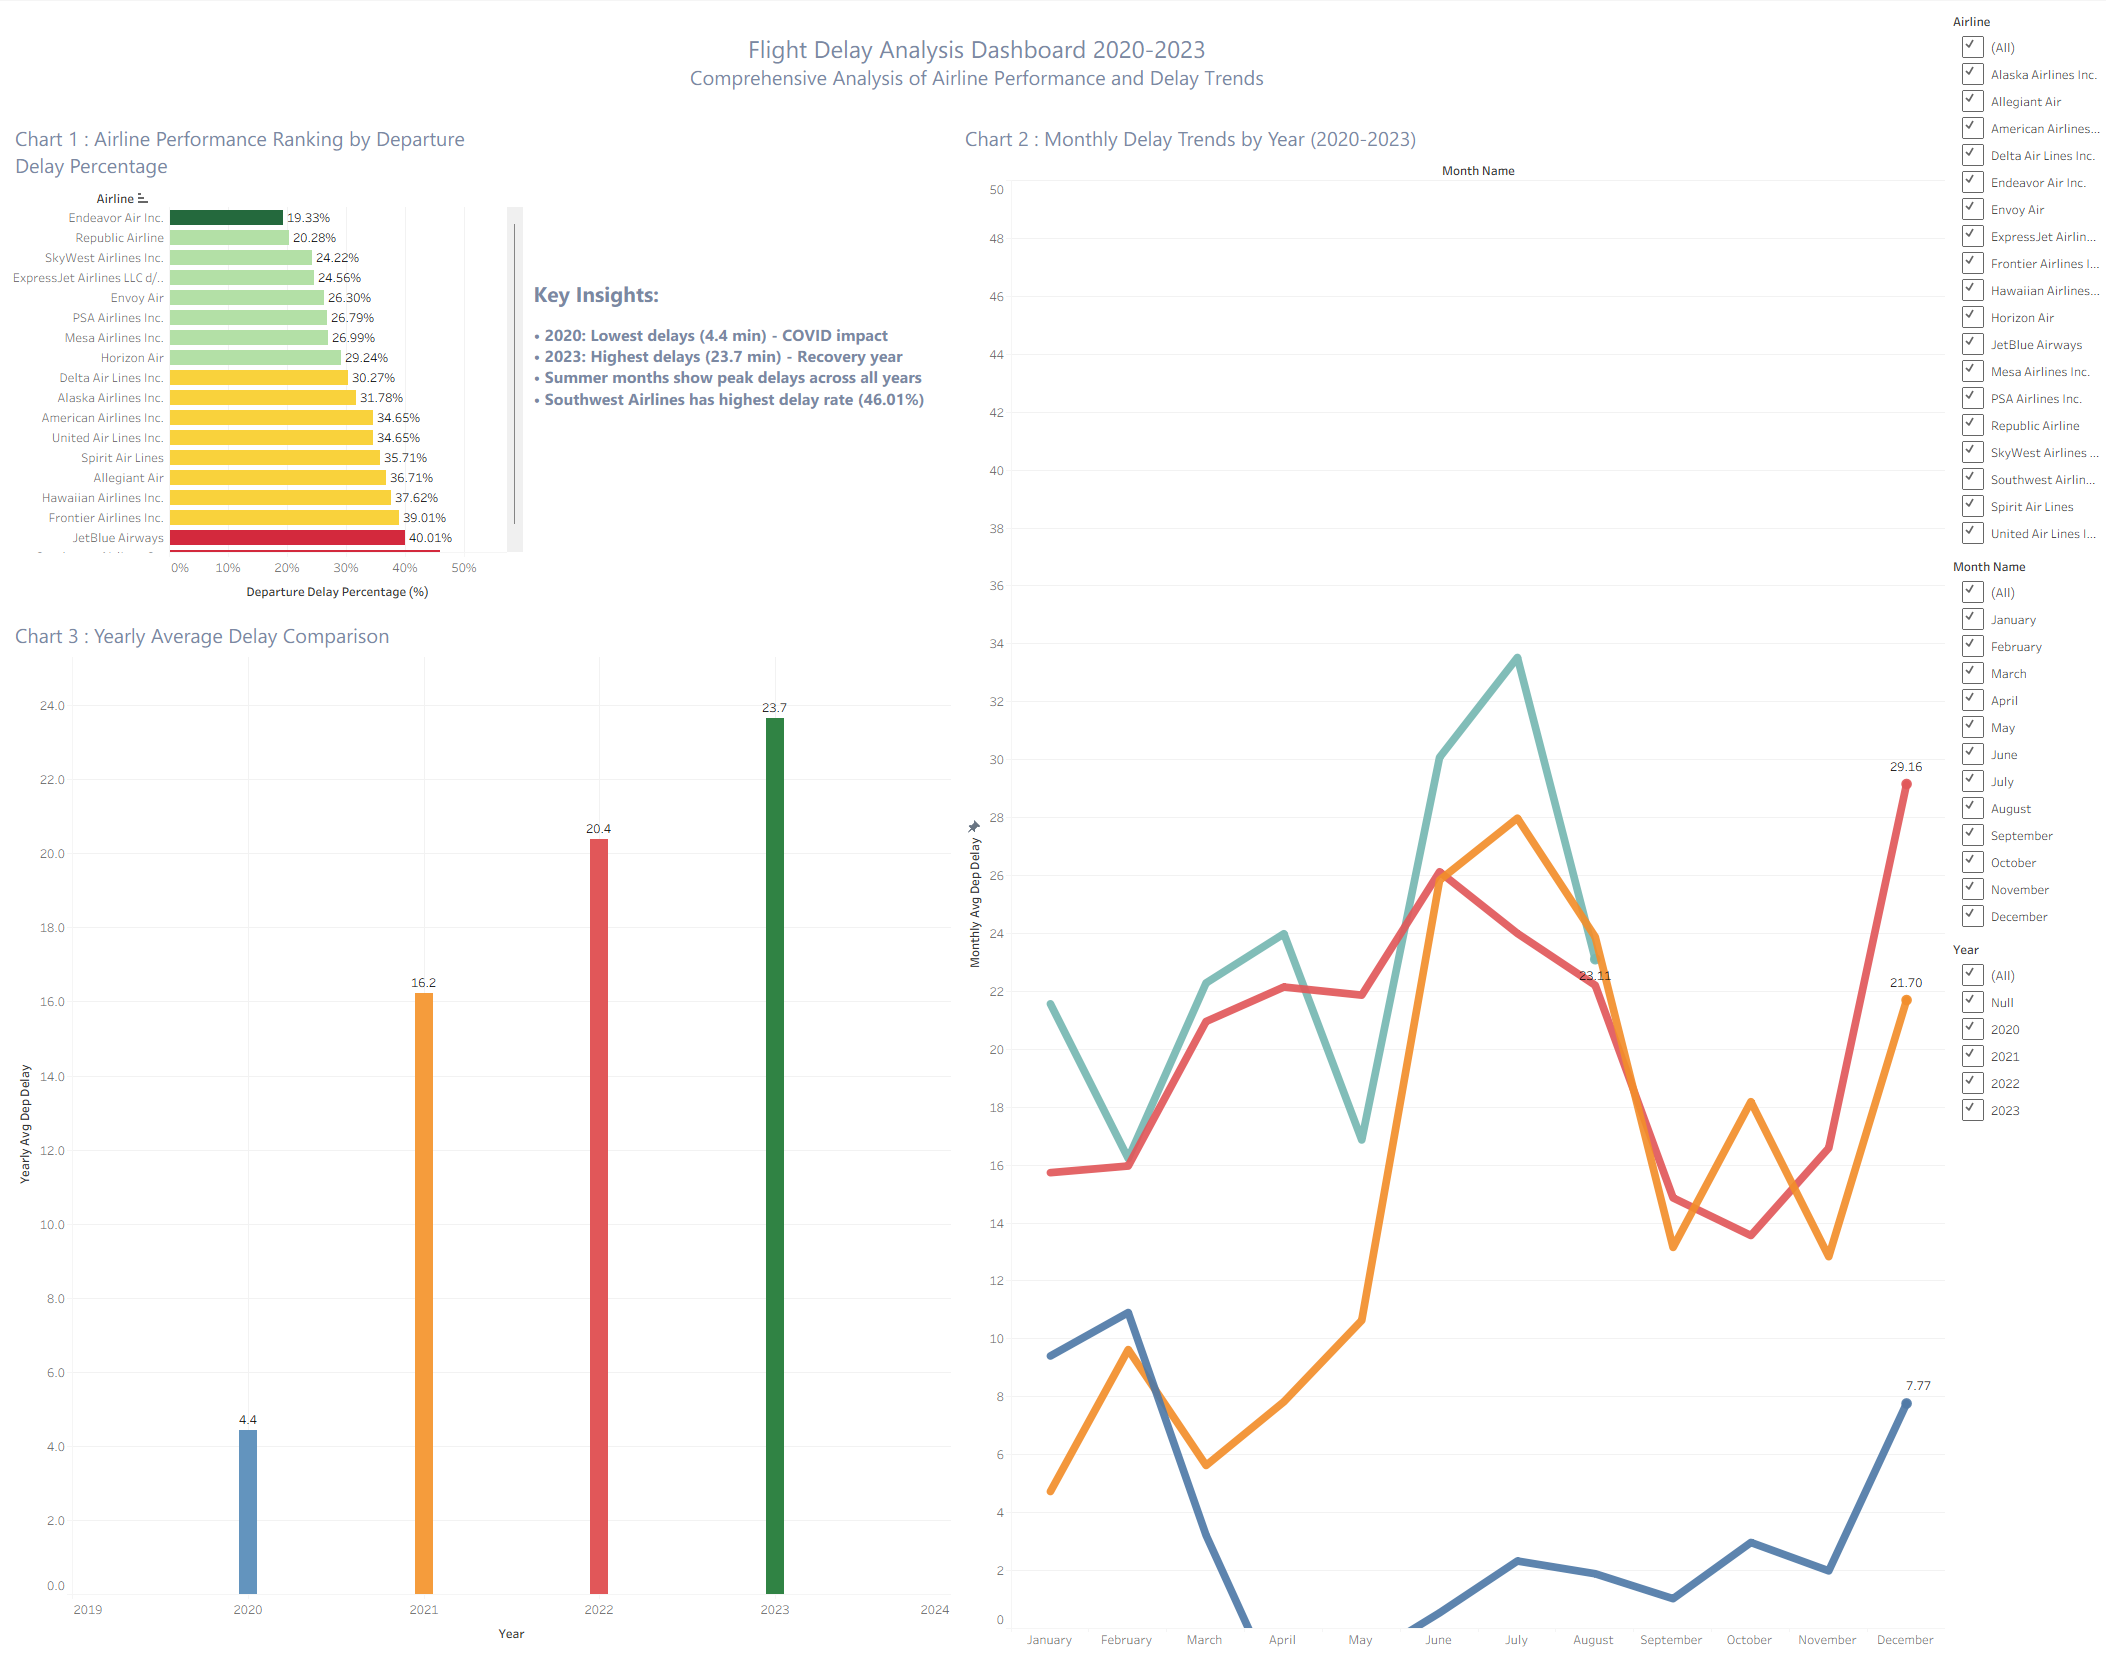 Flight Delay Analysis Dashboard 2020-2023
Comprehensive Analysis of Airline Performance and Delay Trends
Chart 1 : Airline Performance Ranking by Departure
Delay Percentage
Airline
Endeavor Air Inc. 19.33%
Republic Airline 20.28%
SkyWest Airlines Inc. 24.22%
ExpressJet Airlines LLC d/.. 24.56%
Envoy Air 26.30%
PSA Airlines Inc. 26.79%
Mesa Airlines Inc. 26.99%
Horizon Air 29.24%
Delta Air Lines Inc. 30.27%
Alaska Airlines Inc. 31.78%
American Airlines Inc. 34.65%
United Air Lines Inc. 34.65%
Spirit Air Lines 35.71%
Allegiant Air 36.71%
Hawaiian Airlines Inc. 37.62%
Frontier Airlines Inc. 39.01%
JetBlue Airways 40.01%
0% 10% 20% 30% 40% 50%
Departure Delay Percentage (%)
Key Insights:
• 2020: Lowest delays (4.4 min) - COVID impact
• 2023: Highest delays (23.7 min) - Recovery year
• Summer months show peak delays across all years
• Southwest Airlines has highest delay rate (46.01%)
Chart 3 : Yearly Average Delay Comparison
Yearly Avg Dep Delay
24.0
22.0
20.0
18.0
16.0
14.0
12.0
10.0
8.0
6.0
4.0
2.0
0.0
4.4
16.2
20.4
23.7
2019 2020 2021 2022 2023 2024
Year
Chart 2 : Monthly Delay Trends by Year (2020-2023)
Month Name
Monthly Avg Dep Delay
50
48
46
44
42
40
38
36
34
32
30
28
26
24
22
20
18
16
14
12
10
8
6
4
2
0
29.16
23.11
21.70
7.77
January February March April May June July August September October November December
Airline
(All)
Alaska Airlines Inc.
Allegiant Air
American Airlines...
Delta Air Lines Inc.
Endeavor Air Inc.
Envoy Air
ExpressJet Airlin...
Frontier Airlines I...
Hawaiian Airlines...
Horizon Air
JetBlue Airways
Mesa Airlines Inc.
PSA Airlines Inc.
Republic Airline
SkyWest Airlines ...
Southwest Airlin...
Spirit Air Lines
United Air Lines I...
Month Name
(All)
January
February
March
April
May
June
July
August
September
October
November
December
Year
(All)
Null
2020
2021
2022
2023